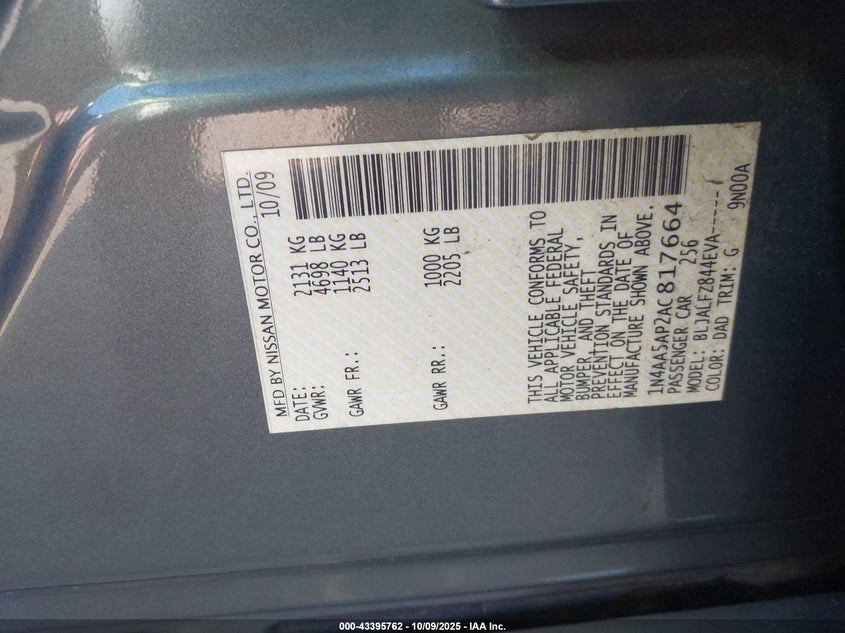 MFD BY NISSAN MOTOR CO., LTD.
DATE: 10/09
GVWR: 2131 KG
4698 LB
GAWR FR.: 1140 KG
2513 LB
GAWR RR.: 1000 KG
2205 LB
THIS VEHICLE CONFORMS TO
ALL APPLICABLE FEDERAL
MOTOR VEHICLE SAFETY,
BUMPER, AND THEFT
PREVENTION STANDARDS IN
EFFECT ON THE DATE OF
MANUFACTURE SHOWN ABOVE.
1N4AA5AP2AC817664
PASSENGER CAR 256
MODEL: BLJALFZ844EVA-----
COLOR: DAD TRIM: G 9N00A
000-43395762 - 10/09/2025 - IAA Inc.